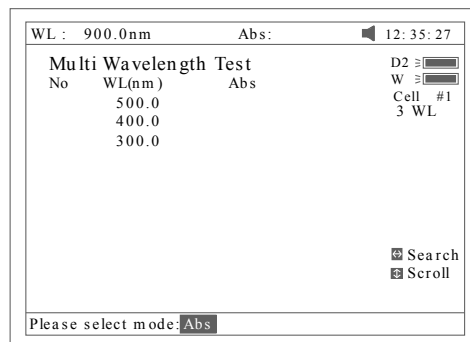 WL: 900.0nm Abs: 12:35:27
Multi Wavelength Test
No WL(nm) Abs
500.0
400.0
300.0
D2
W
Cell #1
3 WL
Search
Scroll
Please select mode: Abs